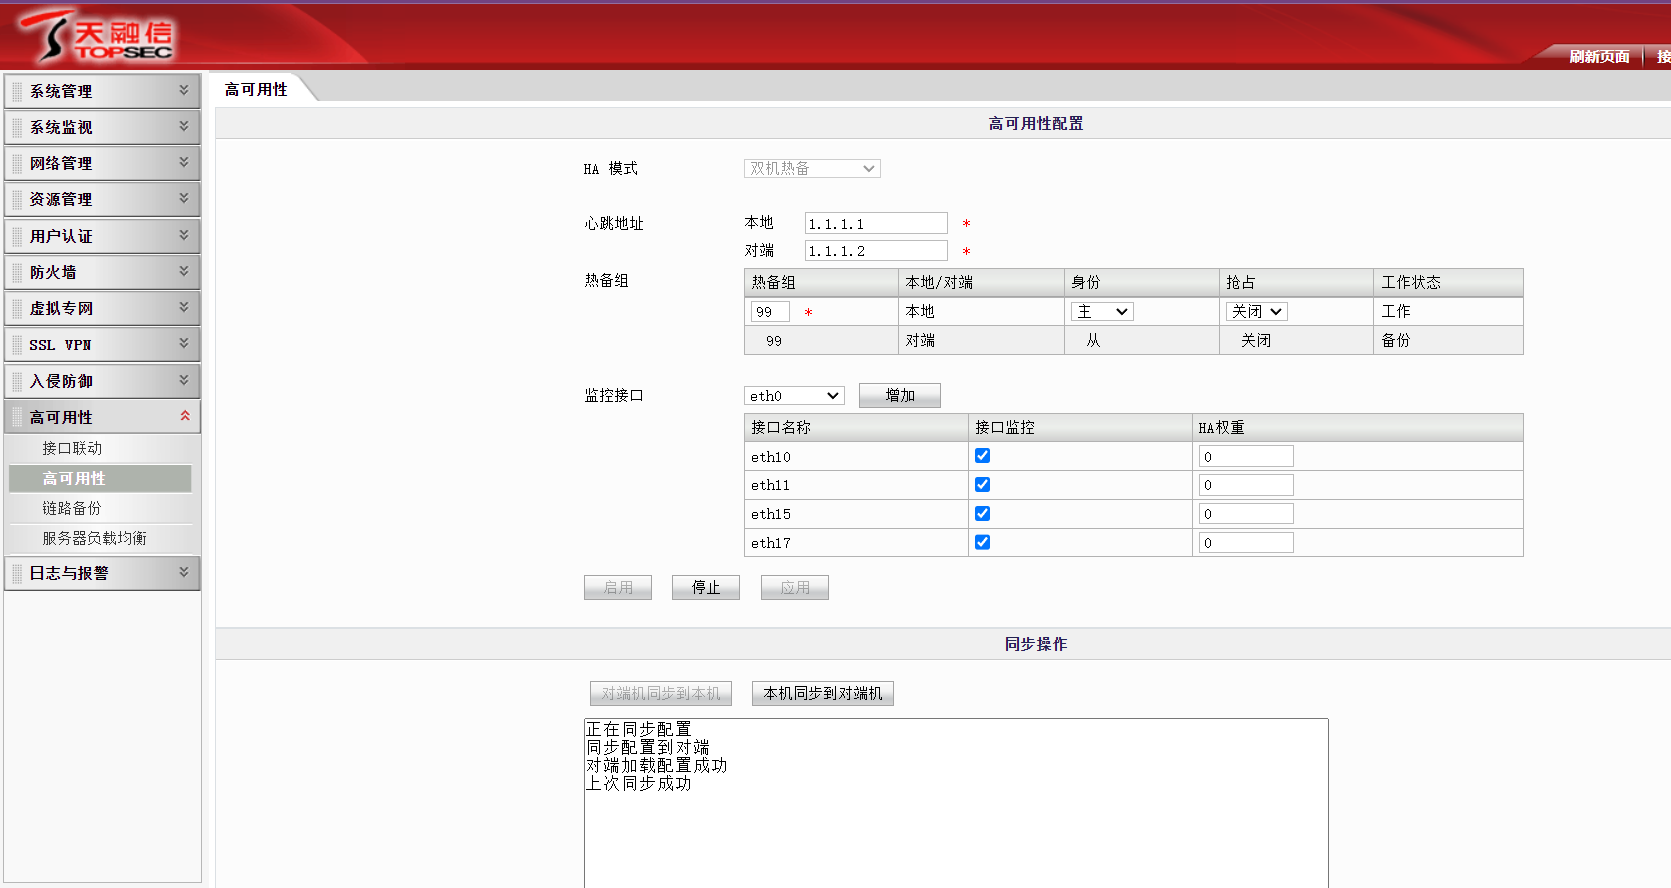 天融信
TOPSEC
刷新页面
系统管理
系统监视
网络管理
资源管理
用户认证
防火墙
虚拟专网
SSL VPN
入侵防御
高可用性
接口联动
高可用性
链路备份
服务器负载均衡
日志与报警
高可用性
高可用性配置
HA 模式 双机热备
心跳地址 本地 1.1.1.1 *
对端 1.1.1.2 *
热备组 热备组 本地/对端 身份 抢占 工作状态
99 * 本地 主 关闭 工作
99 对端 从 关闭 备份
监控接口 eth0 增加
接口名称 接口监控 HA权重
eth10 0
eth11 0
eth15 0
eth17 0
启用 停止 应用
同步操作
对端机同步到本机 本机同步到对端机
正在同步配置
同步配置到对端
对端加载配置成功
上次同步成功